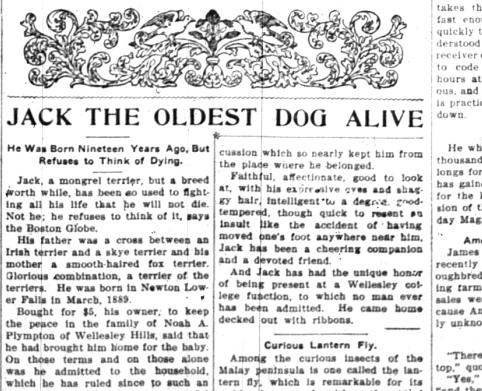 JACK THE OLDEST DOG ALIVE
He Was Born Nineteen Years Ago, But
Refuses to Think of Dying.
Jack, a mongrel terrier, but a breed
worth while, has been so used to fight-
ing all his life that he will not die.
Not he; he refuses to think of it, says
the Boston Globe.
His father was a cross between an
Irish terrier and a skye terrier and his
mother a smooth-haired fox terrier.
Glorious combination, a terrier of the
terriers. He was born in Newton Low-
er Falls in March, 1889.
Bought for $5, his owner, to keep
the peace in the family of Noah A.
Plympton of Wellesley Hills, said that
he had brought him home for the baby.
On those terms and on those alone
was he admitted to the household,
which he has ruled since to such an
cussion which so nearly kept him from
the place where he belonged.
Faithful, affectionate, good to look
at, with his expressive eyes and shag-
gy hair, intelligent to a degree, good-
tempered, though quick to resent an
insult like the accident of having
moved one's foot anywhere near him,
Jack has been a cheering companion
and a devoted friend.
And Jack has had the unique honor
of being present at a Wellesley col-
lege function, to which no man ever
has been admitted. He came home
decked out with ribbons.
Curious Lantern Fly.
Among the curious insects of the
Malay peninsula is one called the lan-
tern fly, which is remarkable for its
takes th
fast enou
quickly t
derstood
receiver o
to code
hours at
ous, and
is practic
down.
He wh
thousand
longs for
has gain
for the l
sion of t
day Mag
Am
James
recently
oughbred
ing farm
sales we
cause An
ly unkno
"There
top," quo
"Yes,"